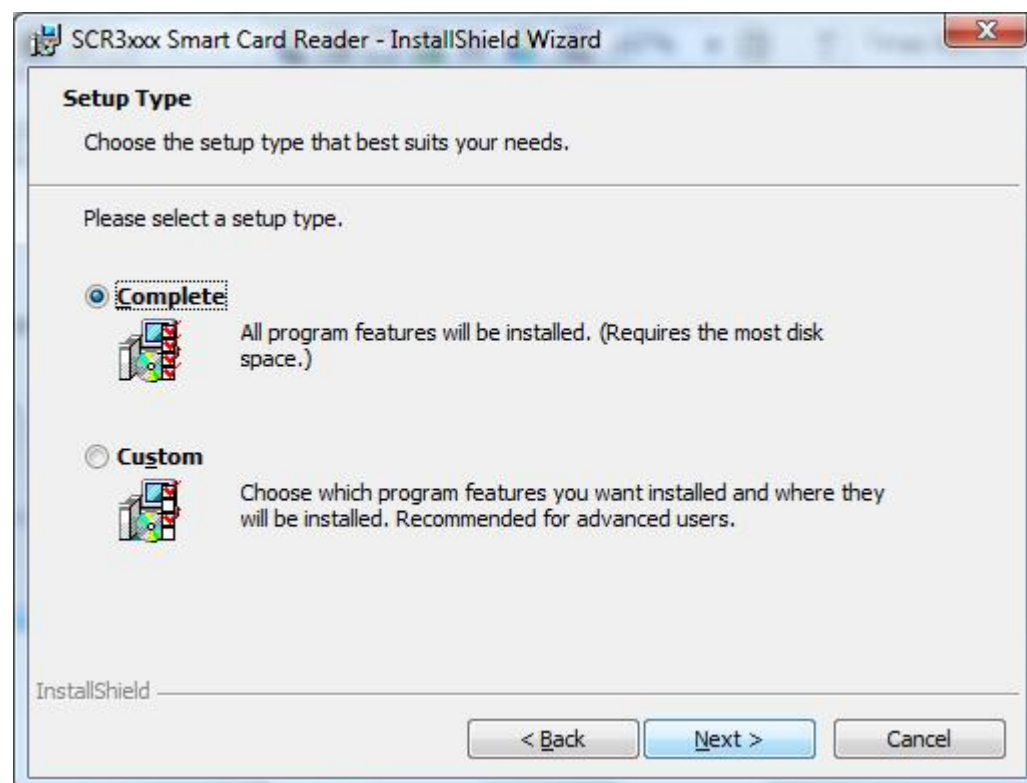 SCR3xxx Smart Card Reader - InstallShield Wizard
Setup Type
Choose the setup type that best suits your needs.
Please select a setup type.
Complete
All program features will be installed. (Requires the most disk
space.)
Custom
Choose which program features you want installed and where they
will be installed. Recommended for advanced users.
InstallShield
< Back
Next >
Cancel